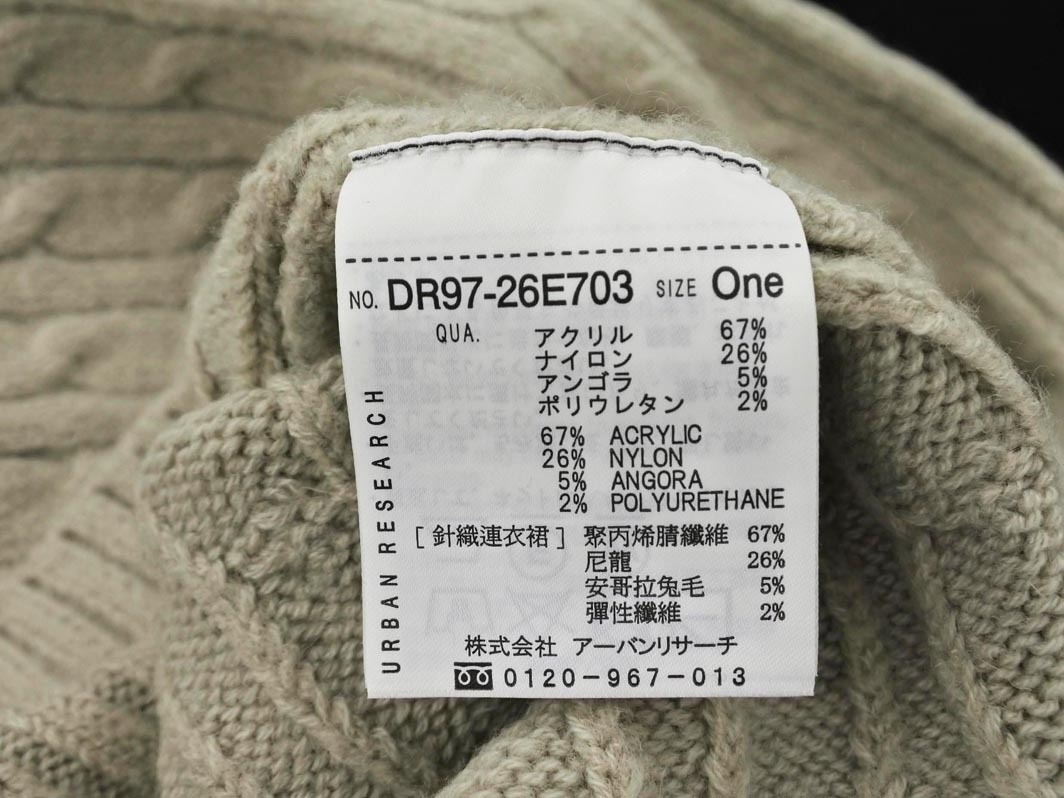 NO. DR97-26E703 SIZE One
QUA. アクリル 67%
ナイロン 26%
アンゴラ 5%
ポリウレタン 2%
67% ACRYLIC
26% NYLON
5% ANGORA
2% POLYURETHANE
[針織連衣裙] 聚丙烯腈纖維 67%
尼龍 26%
安哥拉兔毛 5%
彈性纖維 2%
株式会社 アーバンリサーチ
0120-967-013
URBAN RESEARCH